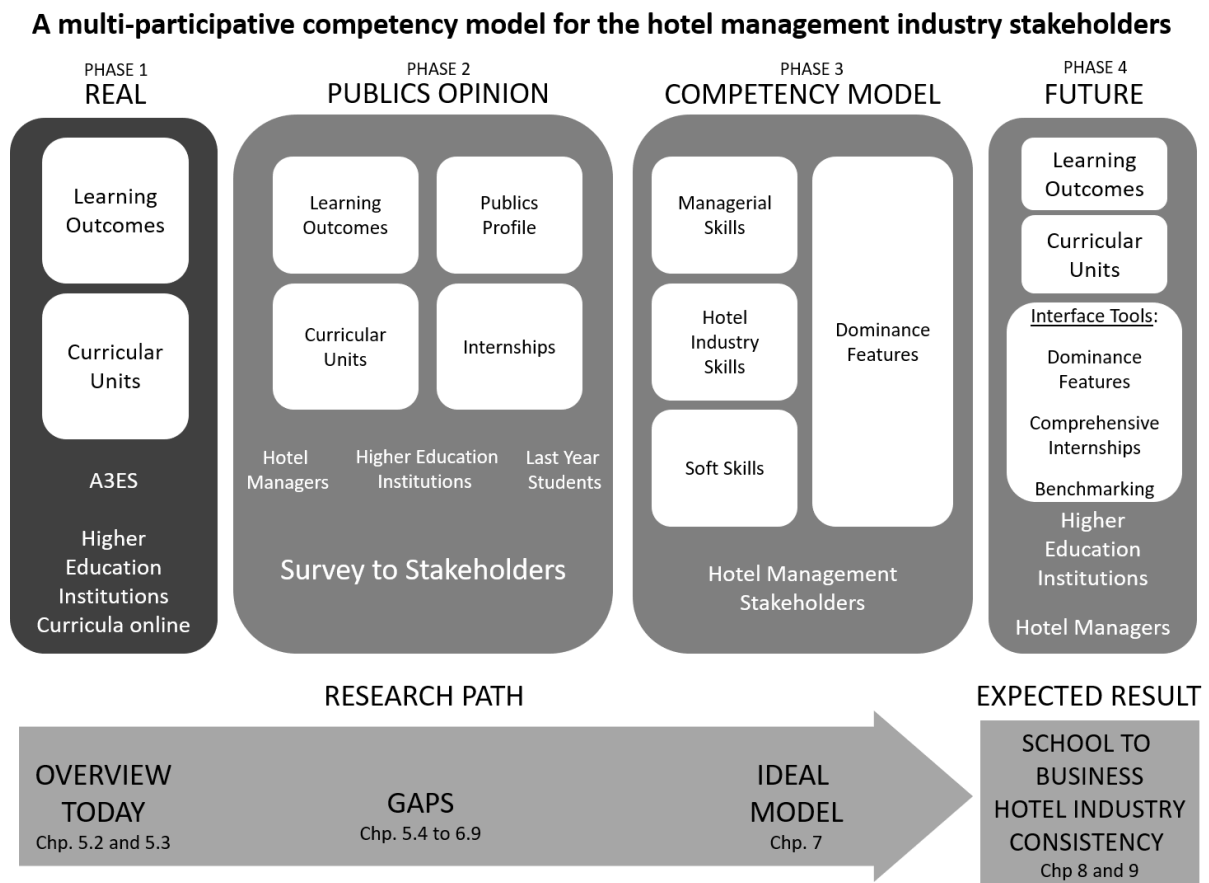 A multi-participative competency model for the hotel management industry stakeholders
PHASE 1
REAL
Learning
Outcomes
Curricular
Units
A3ES
Higher
Education
Institutions
Curricula online
PHASE 2
PUBLICS OPINION
Learning
Outcomes
Publics
Profile
Curricular
Units
Internships
Hotel
Managers
Higher Education
Institutions
Last Year
Students
Survey to Stakeholders
PHASE 3
COMPETENCY MODEL
Managerial
Skills
Hotel
Industry
Skills
Soft Skills
Dominance
Features
Hotel Management
Stakeholders
PHASE 4
FUTURE
Learning
Outcomes
Curricular
Units
Interface Tools:
Dominance
Features
Comprehensive
Internships
Benchmarking
Higher
Education
Institutions
Hotel Managers
RESEARCH PATH
OVERVIEW
TODAY
Chp. 5.2 and 5.3
GAPS
Chp. 5.4 to 6.9
IDEAL
MODEL
Chp. 7
EXPECTED RESULT
SCHOOL TO
BUSINESS
HOTEL INDUSTRY
CONSISTENCY
Chp 8 and 9